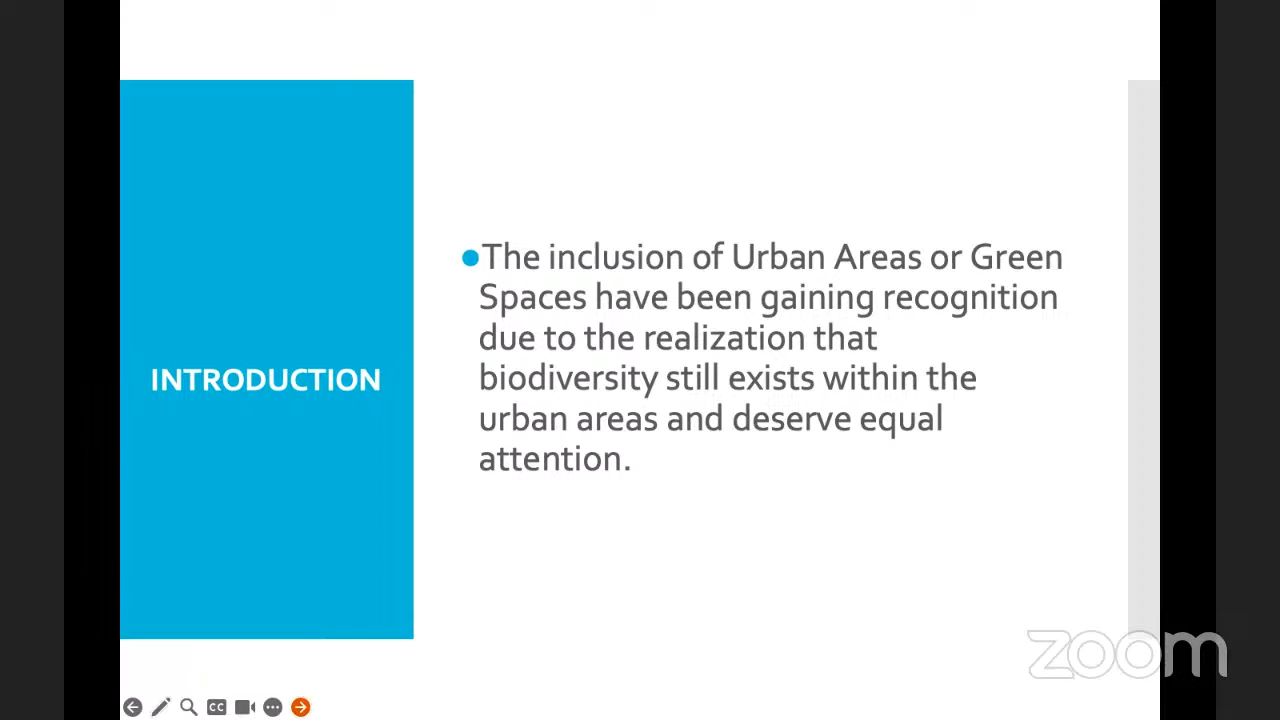 INTRODUCTION
The inclusion of Urban Areas or Green
Spaces have been gaining recognition
due to the realization that
biodiversity still exists within the
urban areas and deserve equal
attention.
zoom
CC